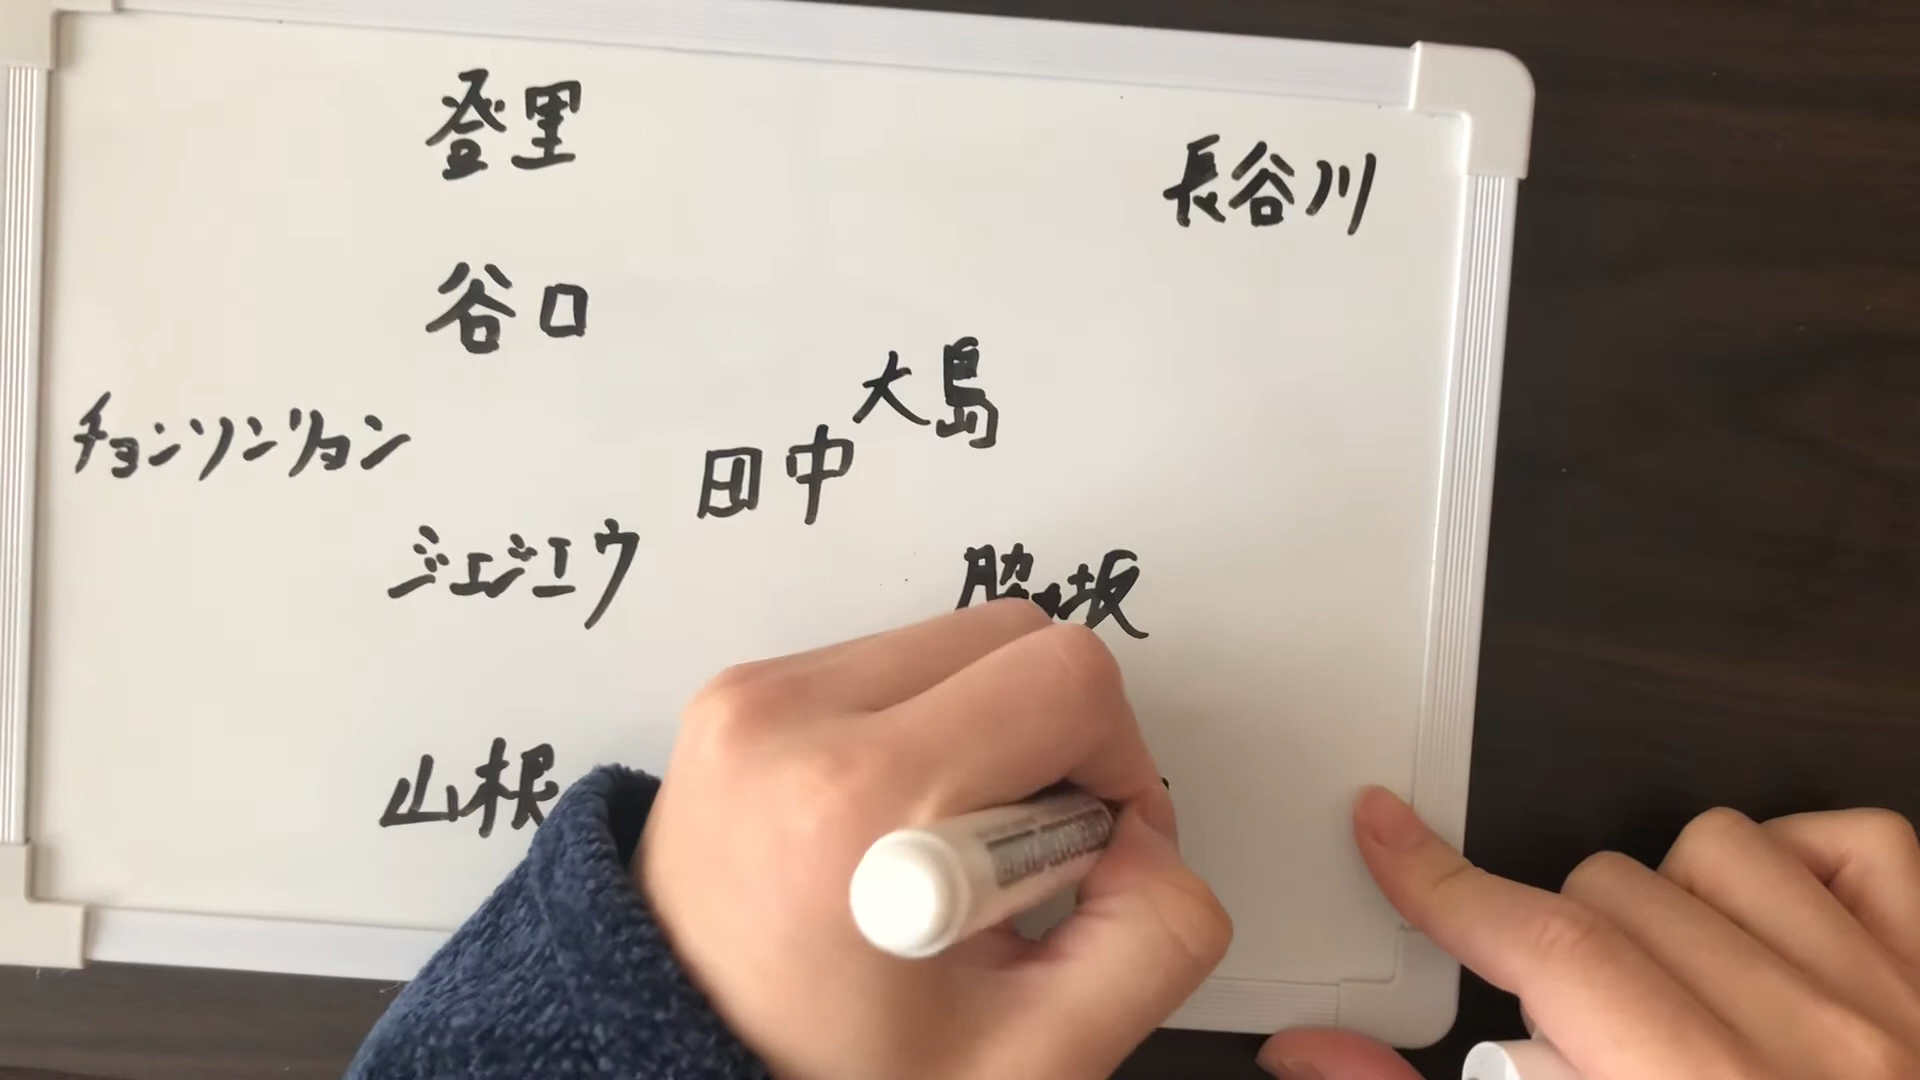 登里
長谷川
谷口
大島
チョンソンリョン
田中
ジェジエウ
脇坂
山根